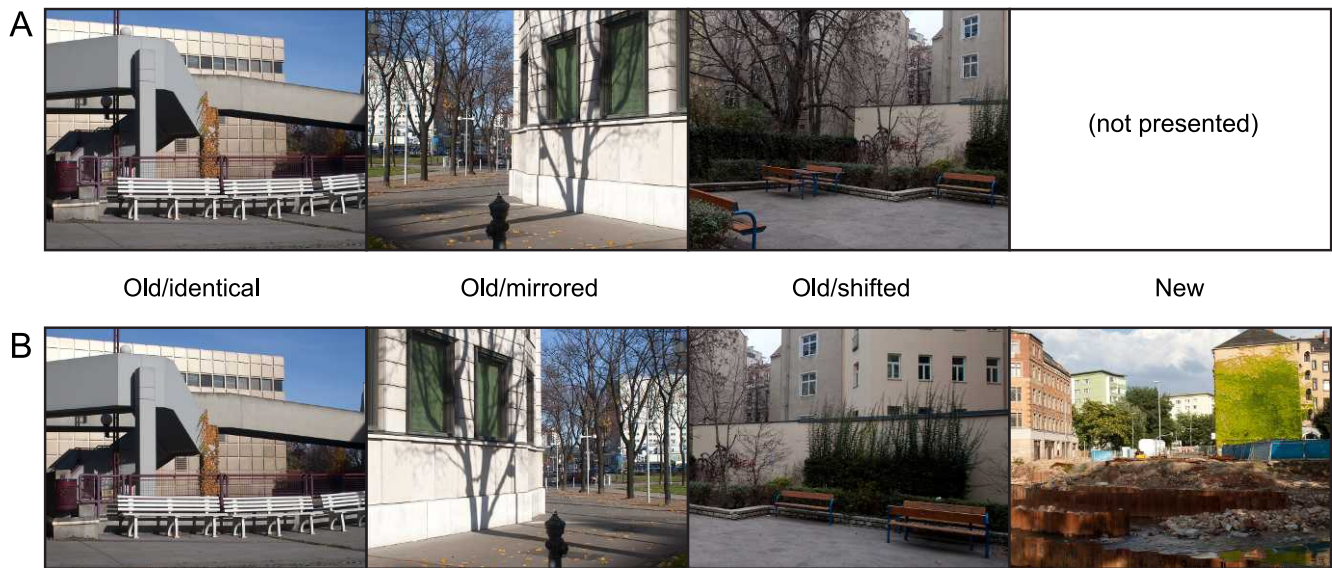 A
(not presented)
Old/identical
Old/mirrored
Old/shifted
New
B